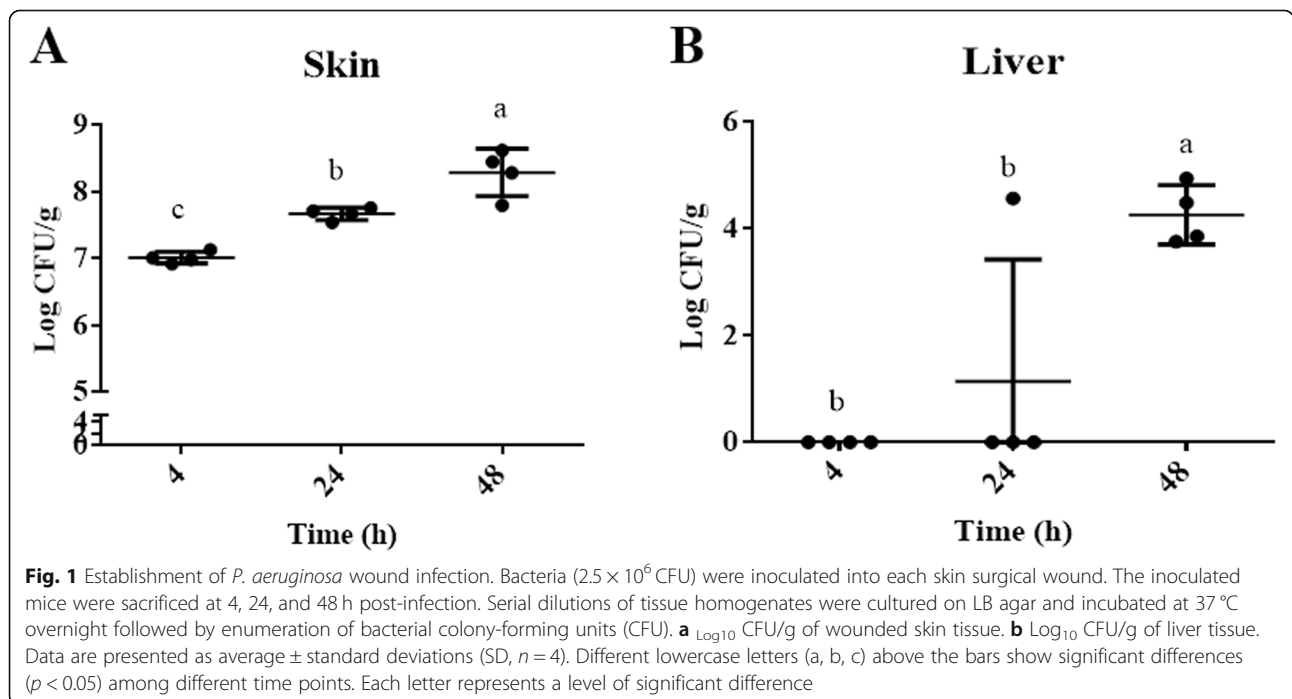 A
Skin
Log CFU/g
9
8
7
6
5
4
2
0
c
b
a
4
24
48
Time (h)
B
Liver
Log CFU/g
6
4
2
0
b
b
a
4
24
48
Time (h)
Fig. 1 Establishment of P. aeruginosa wound infection. Bacteria (2.5 × 10⁶ CFU) were inoculated into each skin surgical wound. The inoculated
mice were sacrificed at 4, 24, and 48 h post-infection. Serial dilutions of tissue homogenates were cultured on LB agar and incubated at 37 °C
overnight followed by enumeration of bacterial colony-forming units (CFU). a Log10 CFU/g of wounded skin tissue. b Log₁₀ CFU/g of liver tissue.
Data are presented as average ± standard deviations (SD, n = 4). Different lowercase letters (a, b, c) above the bars show significant differences
(p < 0.05) among different time points. Each letter represents a level of significant difference